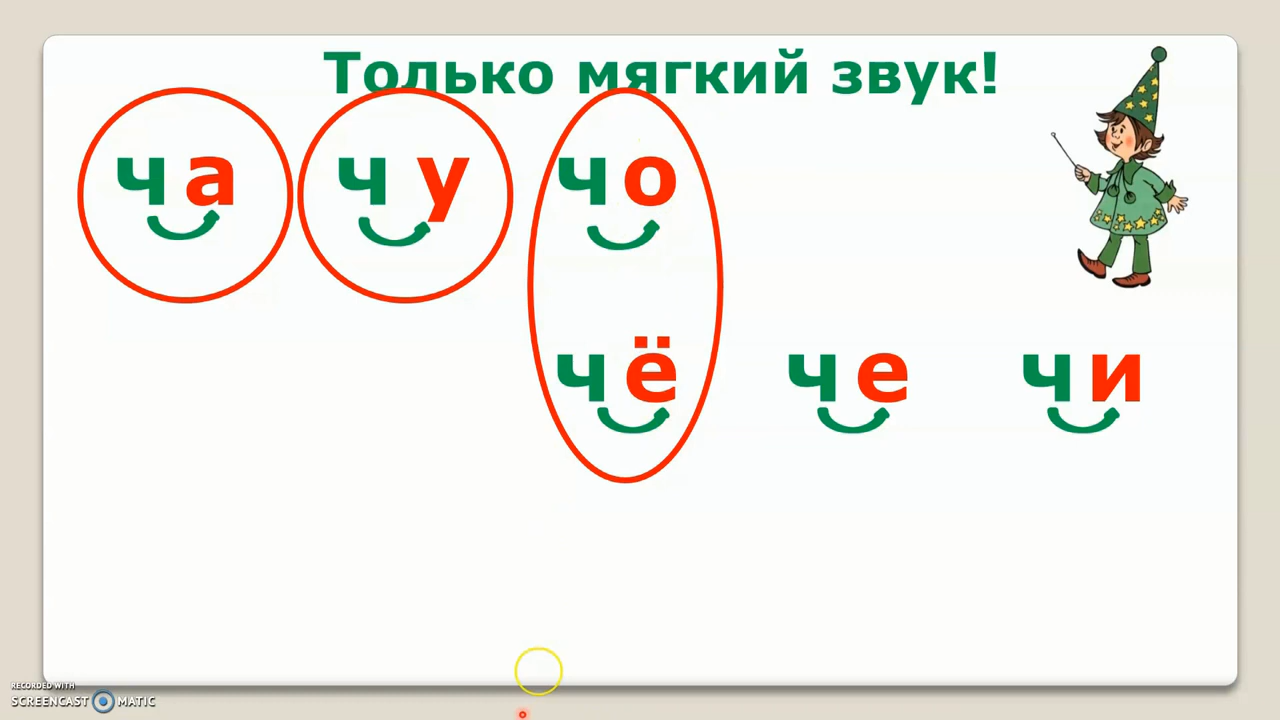 Только мягкий звук!
ча чу чо
чё че чи
RECORDED WITH
SCREENCAST MATIC